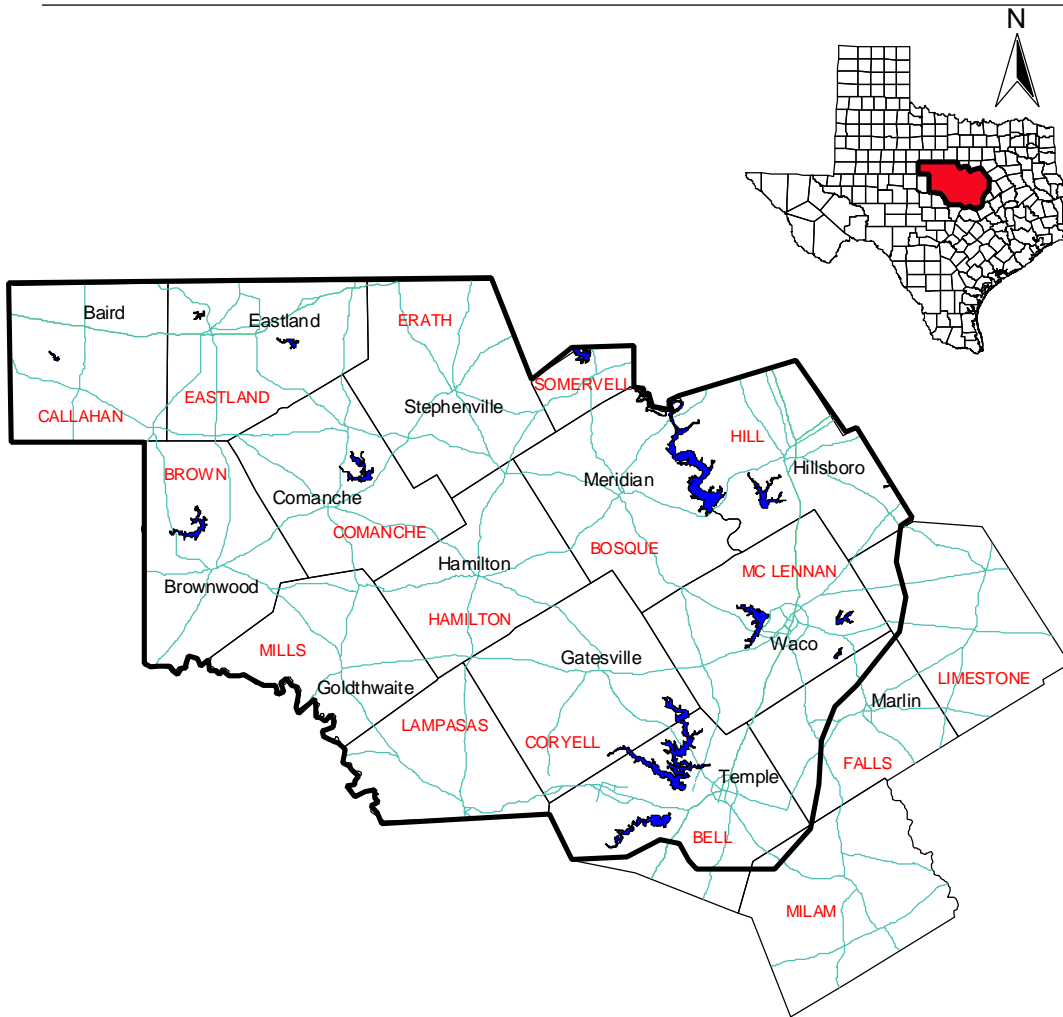 N
Baird
Eastland
ERATH
SOMERVELL
EASTLAND
CALLAHAN
Stephenville
HILL
Hillsboro
BROWN
Comanche
Meridian
COMANCHE
BOSQUE
Hamilton
MC LENNAN
Brownwood
HAMILTON
MILLS
Gatesville
Waco
Goldthwaite
LIMESTONE
Marlin
LAMPASAS
CORYELL
FALLS
Temple
BELL
MILAM